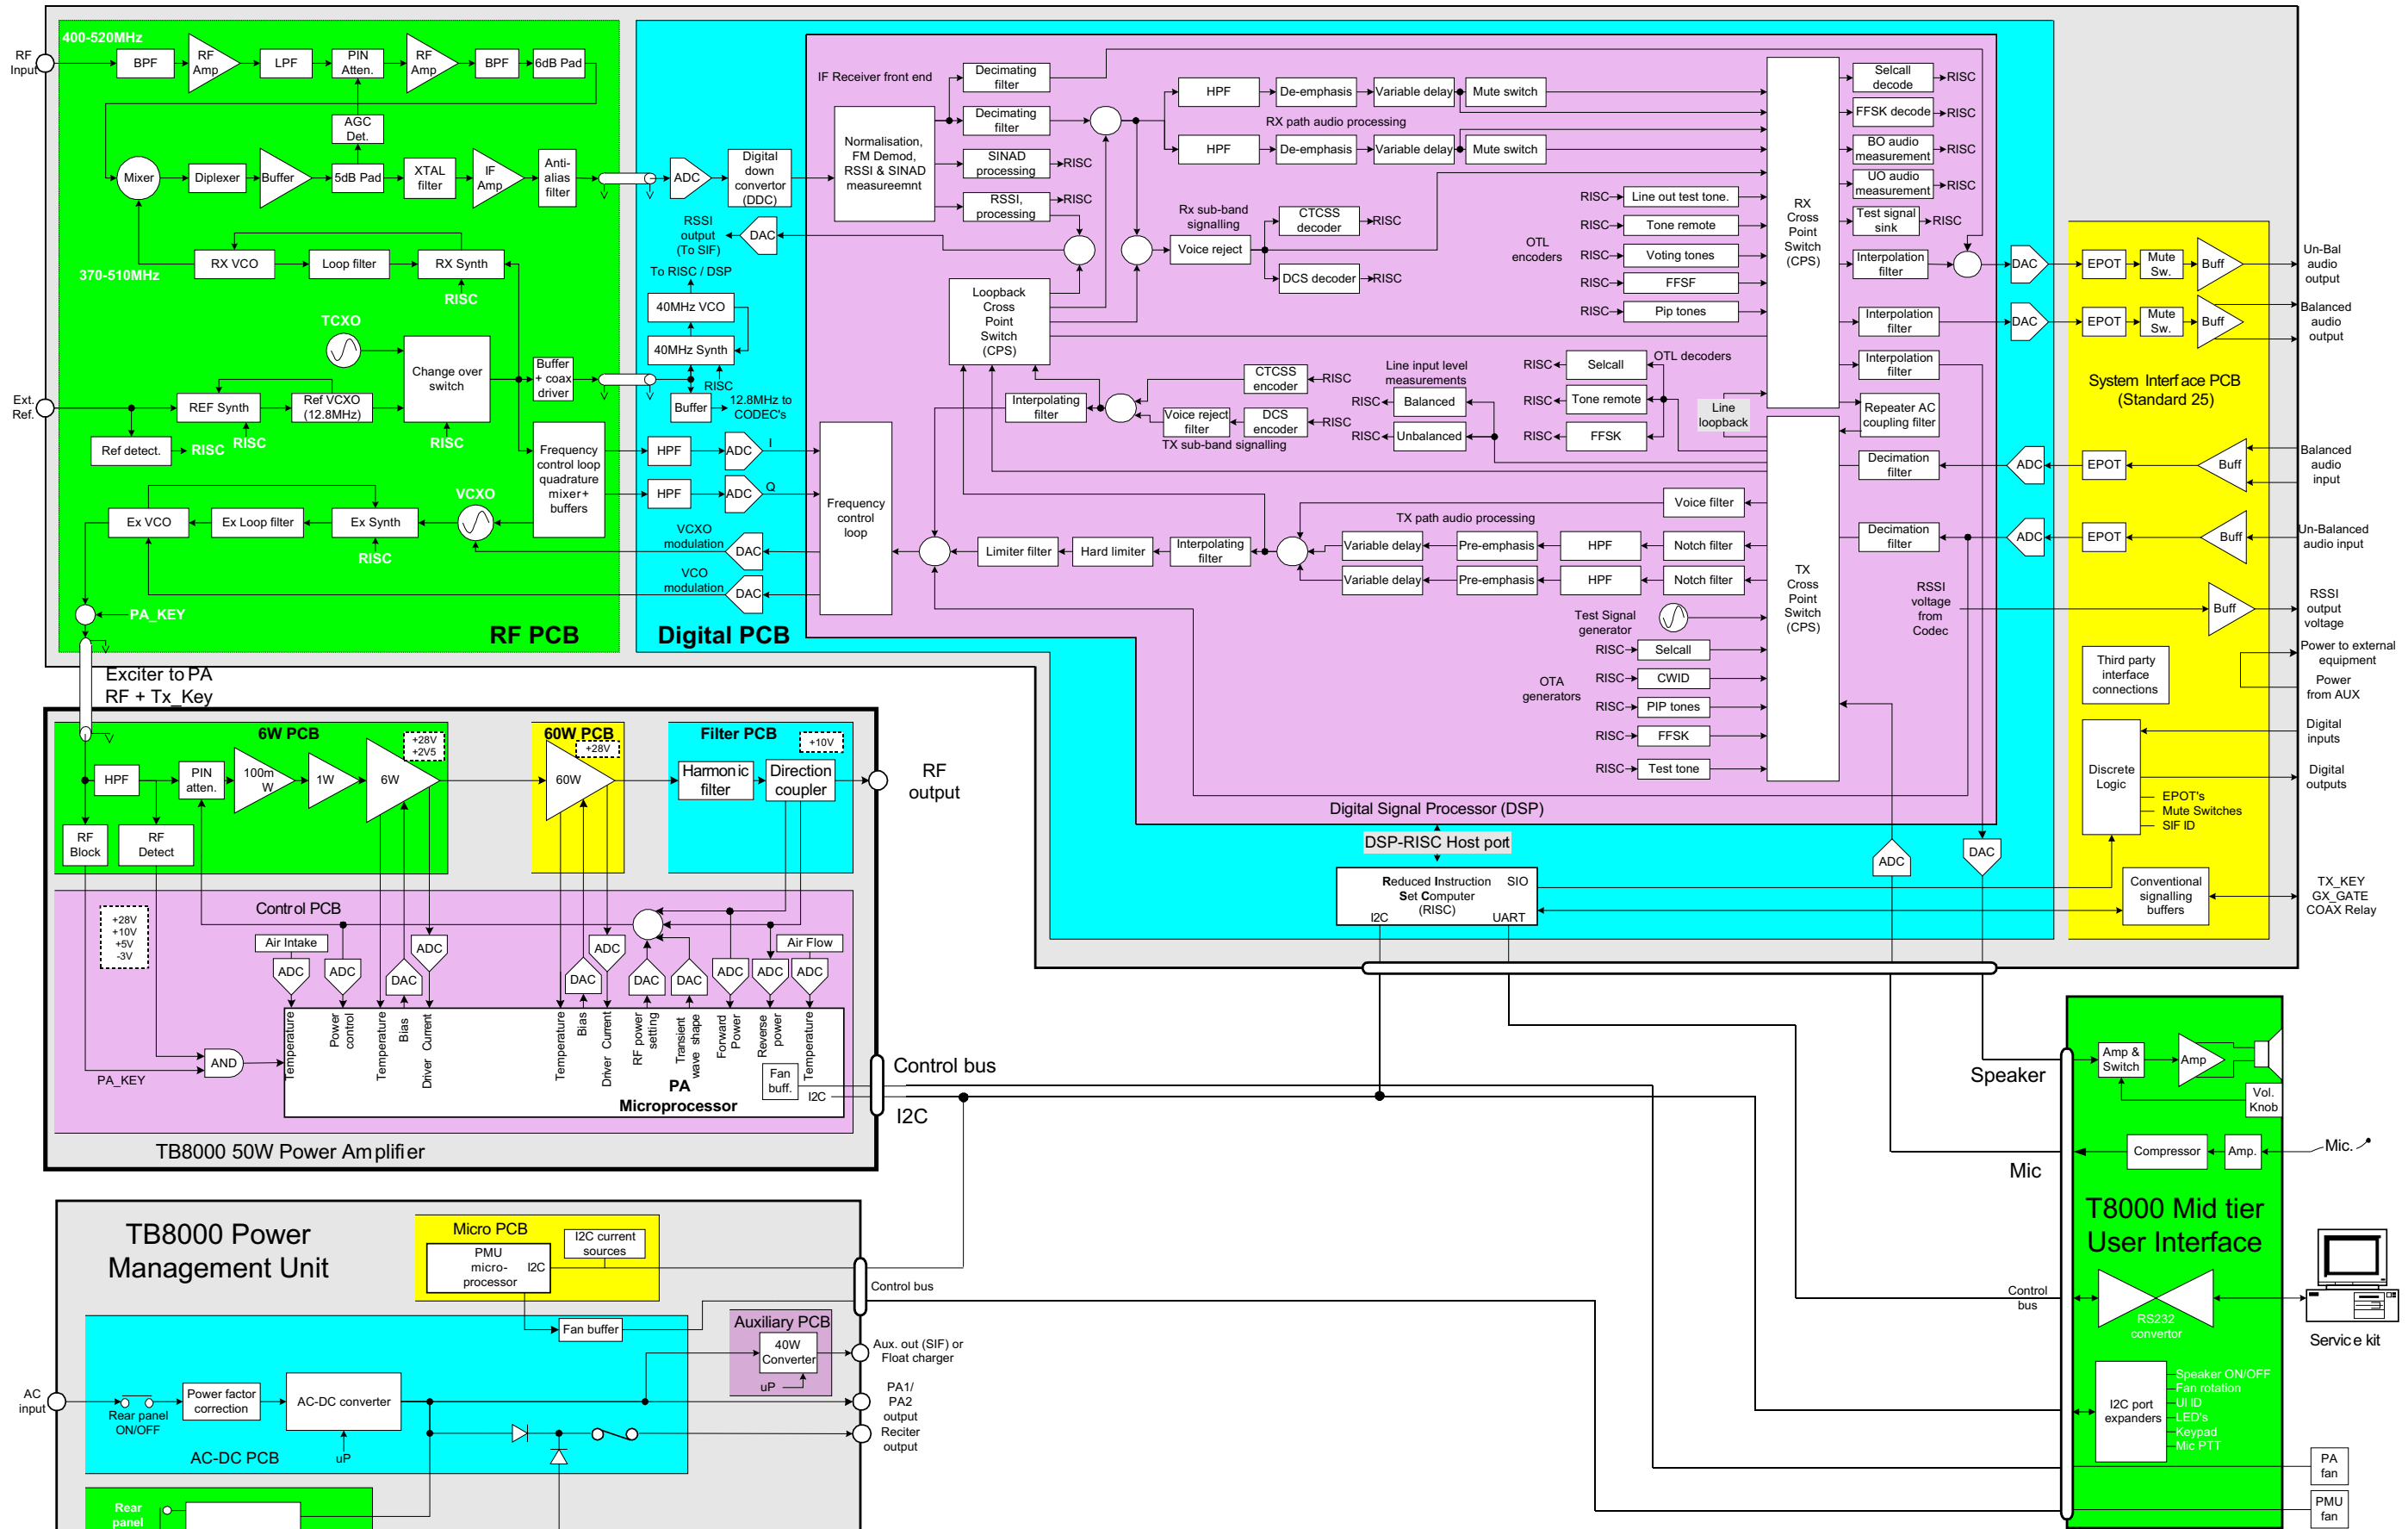 400-520MHz
RF
Input
BPF
RF
Amp
LPF
PIN
Atten.
RF
Amp
BPF
6dB Pad
AGC
Det.
Mixer
Diplexer
Buffer
5dB Pad
XTAL
filter
IF
Amp
Anti-
alias
filter
RX VCO
Loop filter
RX Synth
370-510MHz
RISC
TCXO
Change over
switch
Buffer
+ coax
driver
Ext.
Ref.
REF Synth
Ref VCXO
(12.8MHz)
RISC
RISC
Ref detect.
RISC
Frequency
control loop
quadrature
mixer+
buffers
VCXO
Ex VCO
Ex Loop filter
Ex Synth
RISC
PA_KEY
RF PCB
Exciter to PA
RF + Tx_Key
ADC
Digital
down
convertor
(DDC)
RSSI
output
(To SIF)
DAC
To RISC / DSP
40MHz VCO
40MHz Synth
RISC
Buffer
12.8MHz to
CODEC's
HPF
ADC
I
HPF
ADC
Q
VCXO
modulation
DAC
VCO
modulation
DAC
Digital PCB
IF Receiver front end
Normalisation,
FM Demod,
RSSI & SINAD
measureemnt
Decimating
filter
Decimating
filter
SINAD
processing
RISC
RSSI,
processing
RISC
HPF
De-emphasis
Variable delay
Mute switch
RX path audio processing
HPF
De-emphasis
Variable delay
Mute switch
Rx sub-band
signalling
Voice reject
CTCSS
decoder
RISC
DCS decoder
RISC
Loopback
Cross
Point
Switch
(CPS)
OTL
encoders
RISC
Line out test tone.
RISC
Tone remote
RISC
Voting tones
RISC
FFSF
RISC
Pip tones
RX
Cross
Point
Switch
(CPS)
Selcall
decode
RISC
FFSK decode
RISC
BO audio
measurement
RISC
UO audio
measurement
RISC
Test signal
sink
RISC
Interpolation
filter
Interpolation
filter
Interpolation
filter
Repeater AC
coupling filter
Line
loopback
Decimation
filter
Decimation
filter
CTCSS
encoder
RISC
Interpolating
filter
Voice reject
filter
DCS
encoder
RISC
TX sub-band signalling
Line input level
measurements
RISC
Balanced
RISC
Unbalanced
OTL decoders
RISC
Selcall
RISC
Tone remote
RISC
FFSK
Frequency
control
loop
Limiter filter
Hard limiter
Interpolating
filter
TX path audio processing
Voice filter
Variable delay
Pre-emphasis
HPF
Notch filter
Variable delay
Pre-emphasis
HPF
Notch filter
Test Signal
generator
OTA
generators
RISC
Selcall
RISC
CWID
RISC
PIP tones
RISC
FFSK
RISC
Test tone
TX
Cross
Point
Switch
(CPS)
Digital Signal Processor (DSP)
DSP-RISC Host port
Reduced Instruction
Set Computer
(RISC)
SIO
I2C
UART
ADC
DAC
DAC
DAC
ADC
ADC
RSSI
voltage
from
Codec
EPOT
Mute
Sw.
Buff
Un-Bal
audio
output
EPOT
Mute
Sw.
Buff
Balanced
audio
output
System Interface PCB
(Standard 25)
EPOT
Buff
Balanced
audio
input
EPOT
Buff
Un-Balanced
audio input
Buff
RSSI
output
voltage
Power to external
equipment
Power
from AUX
Third party
interface
connections
Digital
inputs
Discrete
Logic
Digital
outputs
EPOT's
Mute Switches
SIF ID
Conventional
signalling
buffers
TX_KEY
GX_GATE
COAX Relay
6W PCB
+28V
+2V5
HPF
PIN
atten.
100m
W
1W
6W
RF
Block
RF
Detect
60W PCB
+28V
60W
Filter PCB
+10V
Harmonic
filter
Direction
coupler
RF
output
Control PCB
+28V
+10V
+5V
-3V
Air Intake
ADC
ADC
DAC
ADC
DAC
ADC
DAC
DAC
ADC
ADC
Air Flow
ADC
AND
PA_KEY
Temperature
Power
control
Temperature
Bias
Driver Current
Temperature
Bias
Driver Current
RF power
setting
Transient
wave shape
Forward
Power
Reverse
power
Temperature
PA
Microprocessor
Fan
buff.
I2C
Control bus
I2C
TB8000 50W Power Amplifier
TB8000 Power
Management Unit
Micro PCB
PMU
micro-
processor
I2C
I2C current
sources
Control bus
Fan buffer
Auxiliary PCB
40W
Converter
uP
Aux. out (SIF) or
Float charger
AC
input
Rear panel
ON/OFF
Power factor
correction
AC-DC converter
uP
AC-DC PCB
PA1/
PA2
output
Reciter
output
Rear
panel
Speaker
Amp &
Switch
Amp
Vol.
Knob
Mic
Compressor
Amp.
Mic.
T8000 Mid tier
User Interface
Control
bus
RS232
convertor
Service kit
I2C port
expanders
Speaker ON/OFF
Fan rotation
UI ID
LED's
Keypad
Mic PTT
PA
fan
PMU
fan